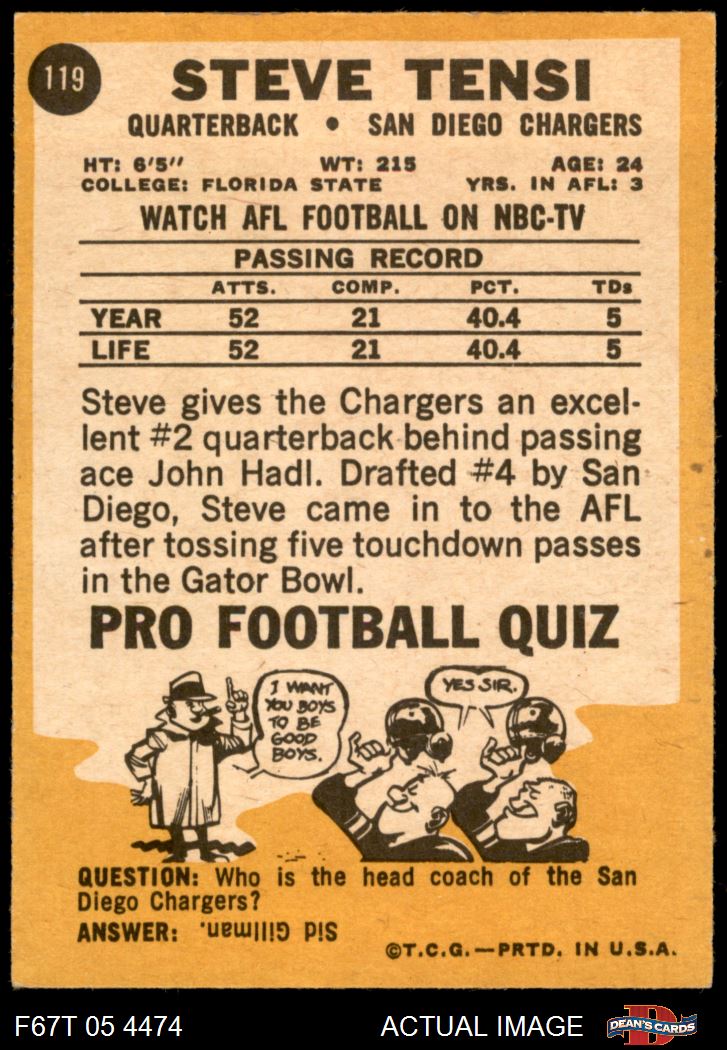 119
STEVE TENSI
QUARTERBACK • SAN DIEGO CHARGERS
HT: 6'5" WT: 215 AGE: 24
COLLEGE: FLORIDA STATE YRS. IN AFL: 3
WATCH AFL FOOTBALL ON NBC-TV
PASSING RECORD
ATTS. COMP. PCT. TDs
YEAR 52 21 40.4 5
LIFE 52 21 40.4 5
Steve gives the Chargers an excel-
lent #2 quarterback behind passing
ace John Hadl. Drafted #4 by San
Diego, Steve came in to the AFL
after tossing five touchdown passes
in the Gator Bowl.
PRO FOOTBALL QUIZ
I WANT
YOU BOYS
TO BE
GOOD
BOYS.
YES SIR.
QUESTION: Who is the head coach of the San
Diego Chargers?
ANSWER: Sid Gillman.
©T.C.G.—PRTD. IN U.S.A.
F67T 05 4474 ACTUAL IMAGE
D
DEAN'S CARDS